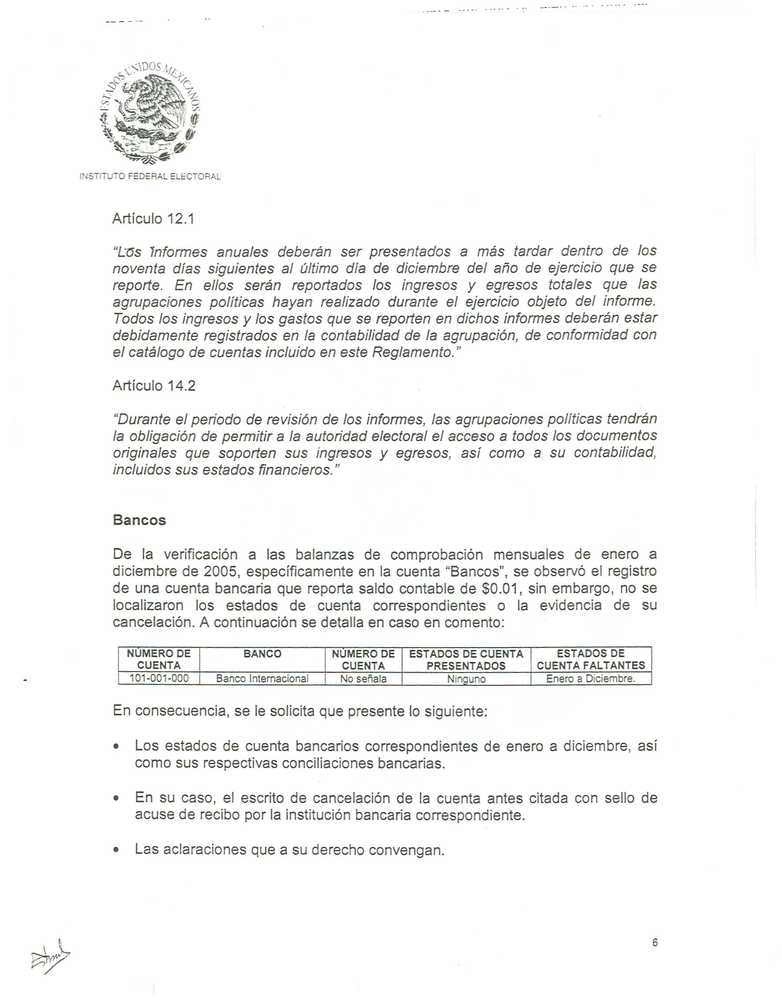 ESTADOS UNIDOS MEXICANOS
INSTITUTO FEDERAL ELECTORAL
Artículo 12.1
“Los informes anuales deberán ser presentados a más tardar dentro de los
noventa días siguientes al último día de diciembre del año de ejercicio que se
reporte. En ellos serán reportados los ingresos y egresos totales que las
agrupaciones políticas hayan realizado durante el ejercicio objeto del informe.
Todos los ingresos y los gastos que se reporten en dichos informes deberán estar
debidamente registrados en la contabilidad de la agrupación, de conformidad con
el catálogo de cuentas incluido en este Reglamento.”
Artículo 14.2
“Durante el periodo de revisión de los informes, las agrupaciones políticas tendrán
la obligación de permitir a la autoridad electoral el acceso a todos los documentos
originales que soporten sus ingresos y egresos, así como a su contabilidad,
incluidos sus estados financieros.”
Bancos
De la verificación a las balanzas de comprobación mensuales de enero a
diciembre de 2005, específicamente en la cuenta “Bancos”, se observó el registro
de una cuenta bancaria que reporta saldo contable de $0.01, sin embargo, no se
localizaron los estados de cuenta correspondientes o la evidencia de su
cancelación. A continuación se detalla en caso en comento:
NÚMERO DE CUENTA BANCO NÚMERO DE CUENTA ESTADOS DE CUENTA PRESENTADOS ESTADOS DE CUENTA FALTANTES
101-001-000 Banco Internacional No señala Ninguno Enero a Diciembre.
En consecuencia, se le solicita que presente lo siguiente:
• Los estados de cuenta bancarios correspondientes de enero a diciembre, así
como sus respectivas conciliaciones bancarias.
• En su caso, el escrito de cancelación de la cuenta antes citada con sello de
acuse de recibo por la institución bancaria correspondiente.
• Las aclaraciones que a su derecho convengan.
6